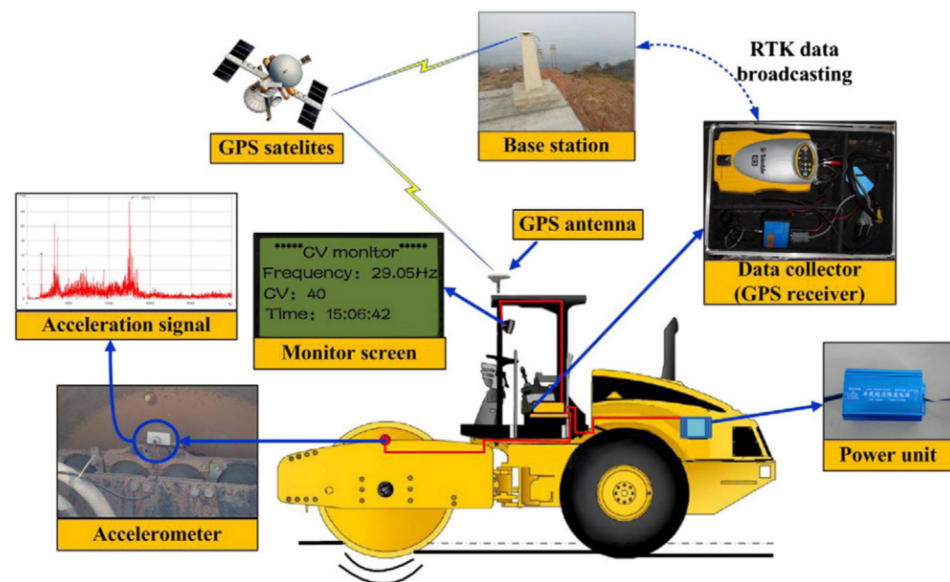 RTK data
broadcasting
GPS satelites
Base station
Trimble
GPS antenna
Data collector
(GPS receiver)
*****CV monitor*****
Frequency: 29.05Hz
CV: 40
Time: 15:06:42
Monitor screen
Acceleration signal
Accelerometer
Power unit